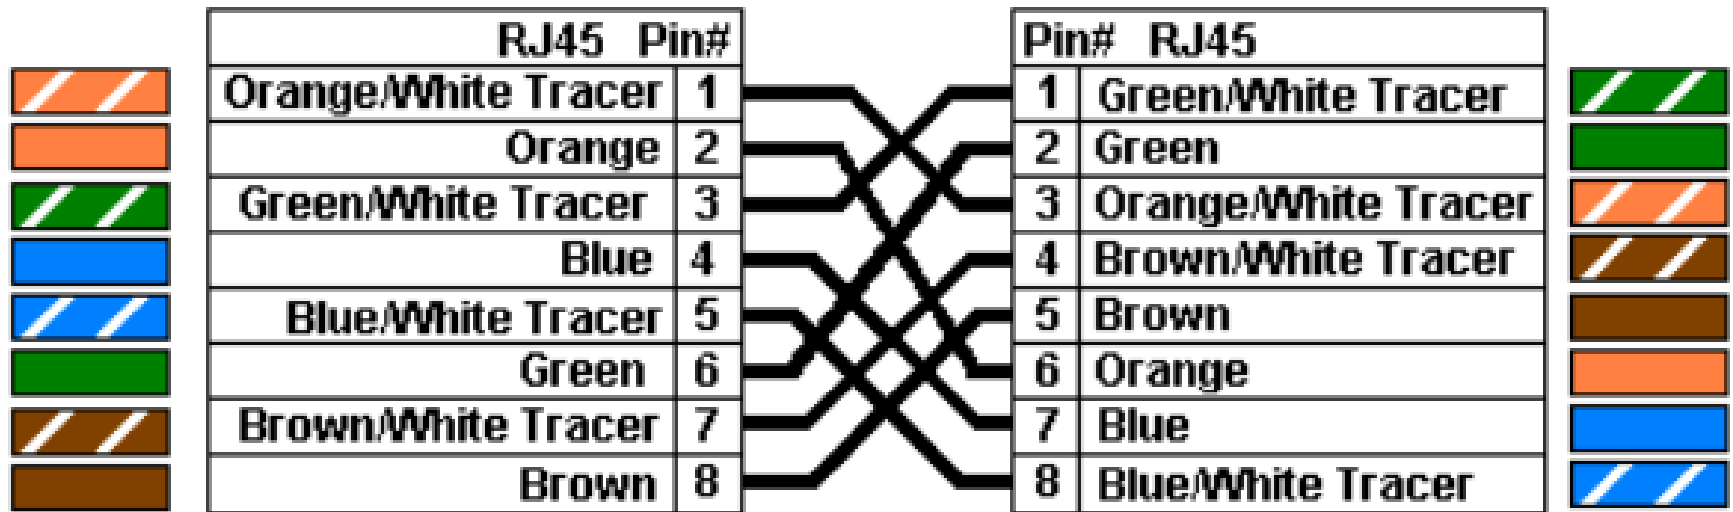 RJ45 Pin#
Orange/White Tracer 1
Orange 2
Green/White Tracer 3
Blue 4
Blue/White Tracer 5
Green 6
Brown/White Tracer 7
Brown 8
Pin# RJ45
1 Green/White Tracer
2 Green
3 Orange/White Tracer
4 Brown/White Tracer
5 Brown
6 Orange
7 Blue
8 Blue/White Tracer